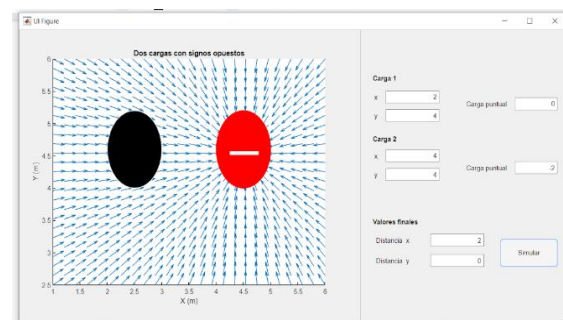 UI Figure
Dos cargas con signos opuestos
6
5.5
5
4.5
4
3.5
3
2.5
Y (m)
1 1.5 2 2.5 3 3.5 4 4.5 5 5.5 6
X (m)
Carga 1
x 2
y 4
Carga puntual 0
Carga 2
x 4
y 4
Carga puntual -2
Valores finales
Distancia x 2
Distancia y 0
Simular